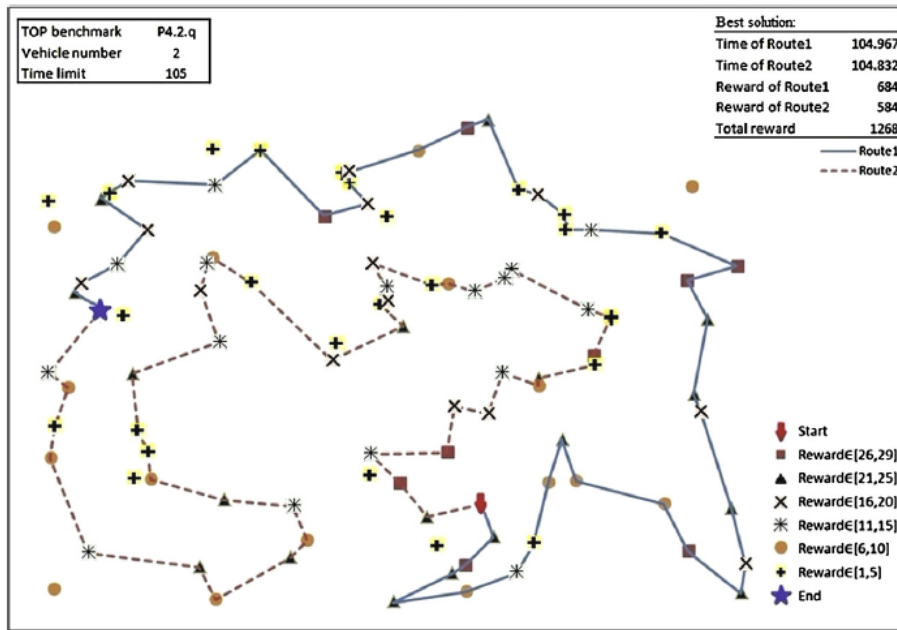 TOP benchmark P4.2.q
Vehicle number 2
Time limit 105
Best solution:
Time of Route1 104.967
Time of Route2 104.832
Reward of Route1 684
Reward of Route2 584
Total reward 1268
Route1
Route2
Start
Reward∈[26,29]
Reward∈[21,25]
Reward∈[16,20]
Reward∈[11,15]
Reward∈[6,10]
Reward∈[1,5]
End